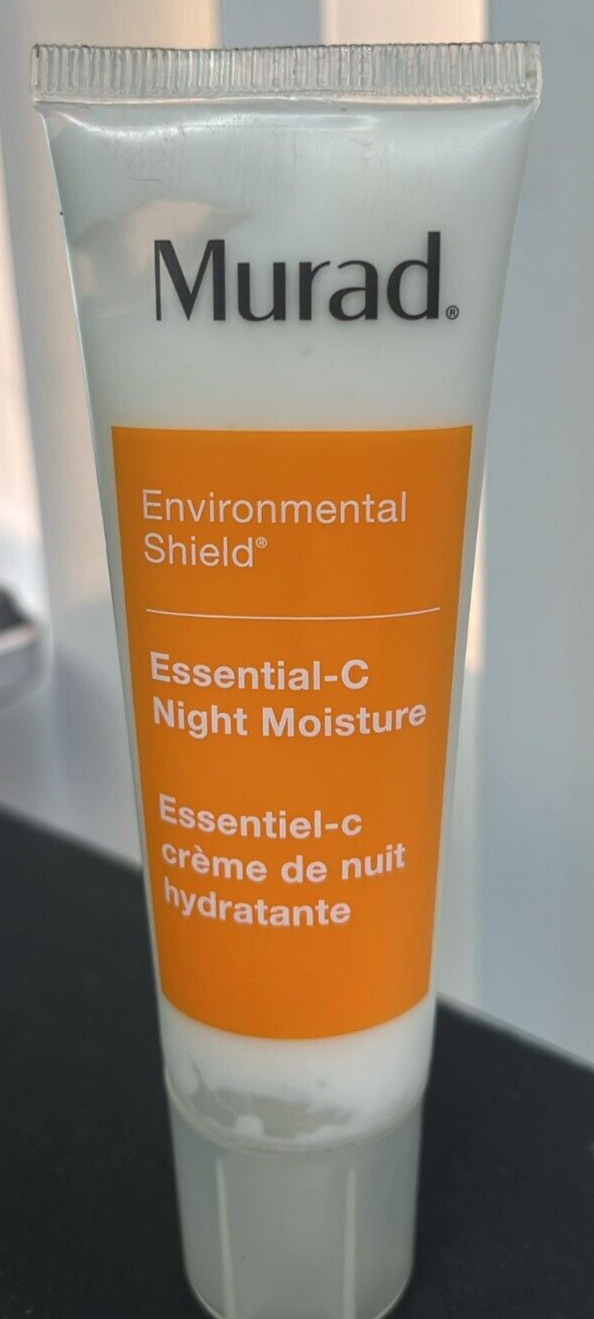 Murad®
Environmental
Shield®
Essential-C
Night Moisture
Essentiel-c
crème de nuit
hydratante